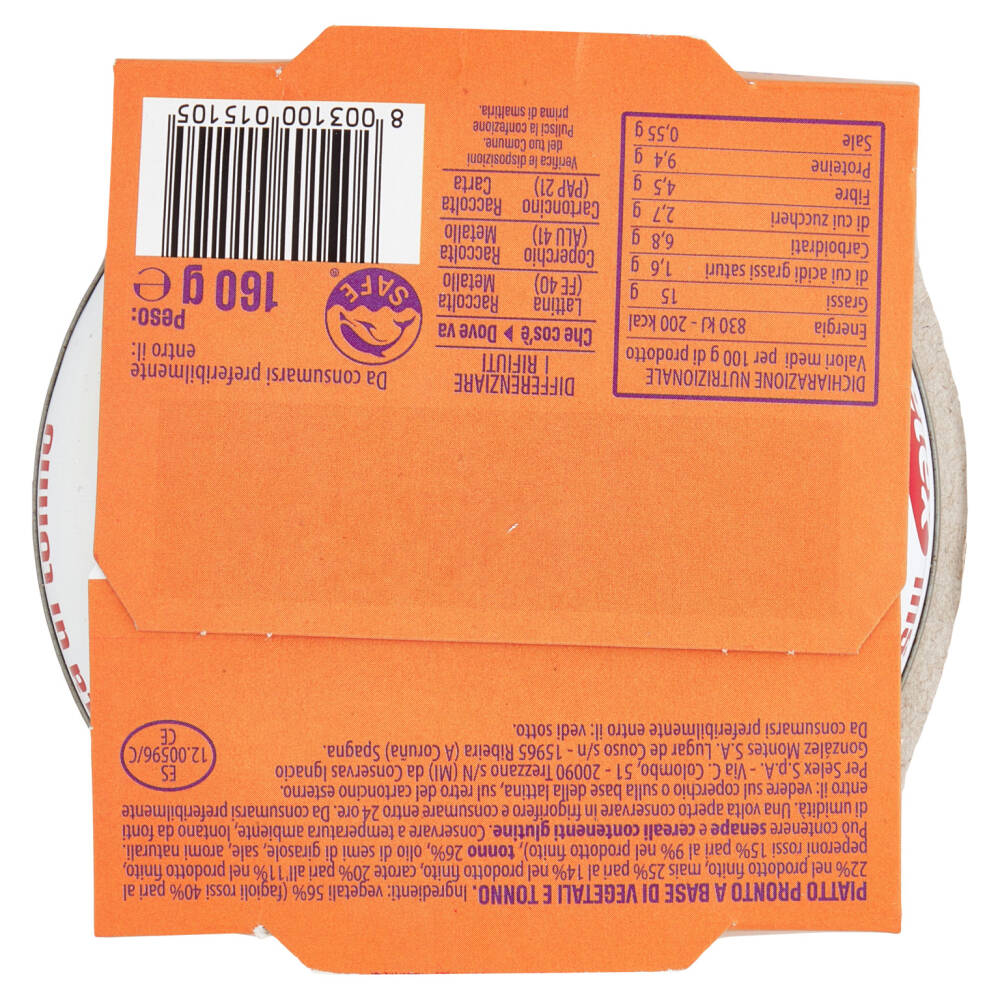 PIATTO PRONTO A BASE DI VEGETALI E TONNO. Ingredienti: vegetali 56% (fagioli rossi 40% pari al
22% nel prodotto finito, mais 25% pari al 14% nel prodotto finito, carote 20% pari all'11% nel prodotto finito,
peperoni rossi 15% pari al 9% nel prodotto finito), tonno 26%, olio di semi di girasole, sale, aromi naturali.
Può contenere senape e cereali contenenti glutine. Conservare a temperatura ambiente, lontano da fonti
di umidità. Una volta aperto conservare in frigorifero e consumare entro 24 ore. Da consumarsi preferibilmente
entro il: vedere sul coperchio o sulla base della lattina, sul retro del cartoncino esterno.
Per Selex S.p.A. - Via C. Colombo, 51 - 20090 Trezzano s/N (MI) da Conservas Ignacio
González Montes S.A. Lugar de Couso s/n - 15965 Ribeira (A Coruña) Spagna.
Da consumarsi preferibilmente entro il: vedi sotto.
ES
12.00596/C
CE
DICHIARAZIONE NUTRIZIONALE
Valori medi per 100 g di prodotto
Energia 830 kJ - 200 kcal
Grassi 15 g
di cui acidi grassi saturi 1,6 g
Carboidrati 6,8 g
di cui zuccheri 2,7 g
Fibre 4,5 g
Proteine 9,4 g
Sale 0,55 g
DIFFERENZIARE
I RIFIUTI
Che cos'è ▶ Dove va
Lattina Raccolta
(FE 40) Metallo
Coperchio Raccolta
(ALU 41) Metallo
Cartoncino Raccolta
(PAP 21) Carta
Verifica le disposizioni
del tuo Comune.
Pulisci la confezione
prima di smaltirla.
Da consumarsi preferibilmente
entro il:
Peso:
160 g e
SAFE
®
8 003100 015105